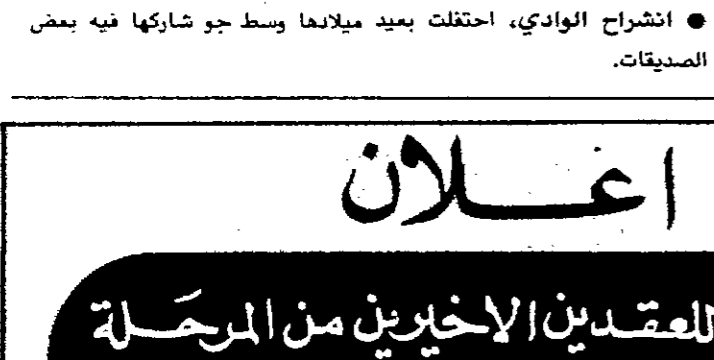 ● انشراح الوادي، احتفلت بعيد ميلادها وسط جو شاركها فيه بعض
الصديقات.
اعلان
للعقدين الاخيرين من المرحلة